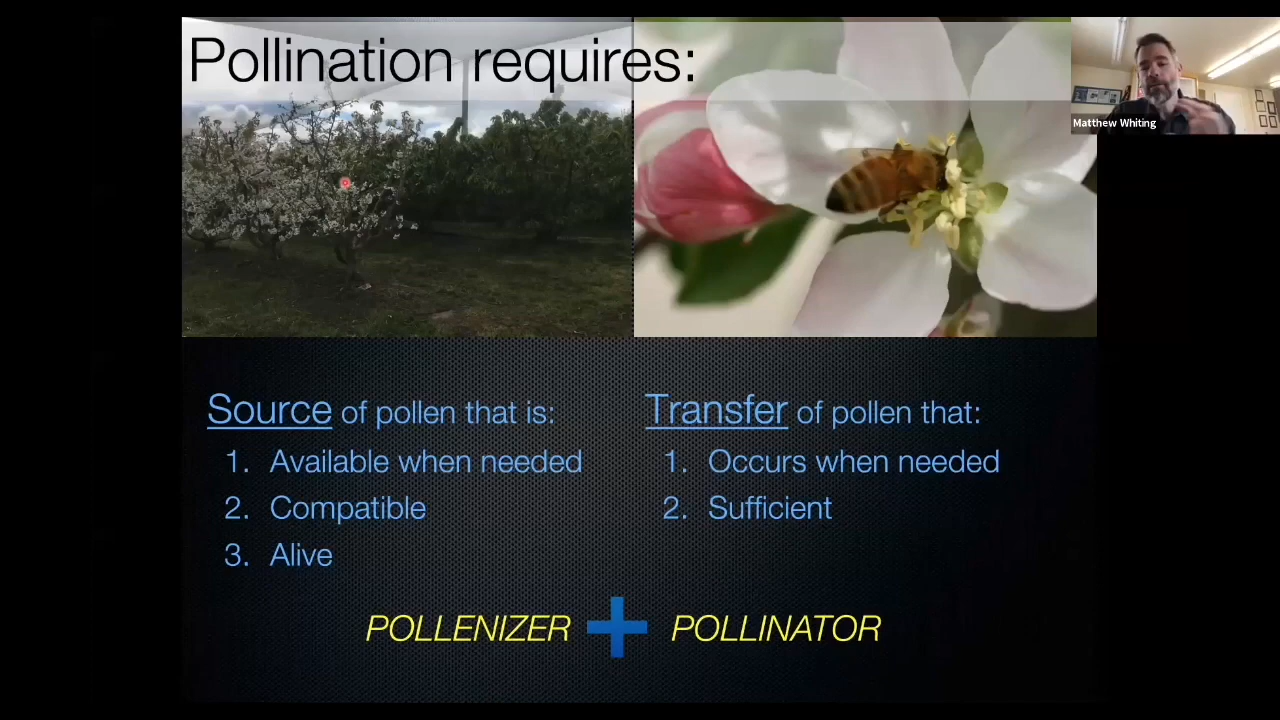 Pollination requires:
Matthew Whiting
Source of pollen that is:
1. Available when needed
2. Compatible
3. Alive
Transfer of pollen that:
1. Occurs when needed
2. Sufficient
POLLENIZER + POLLINATOR